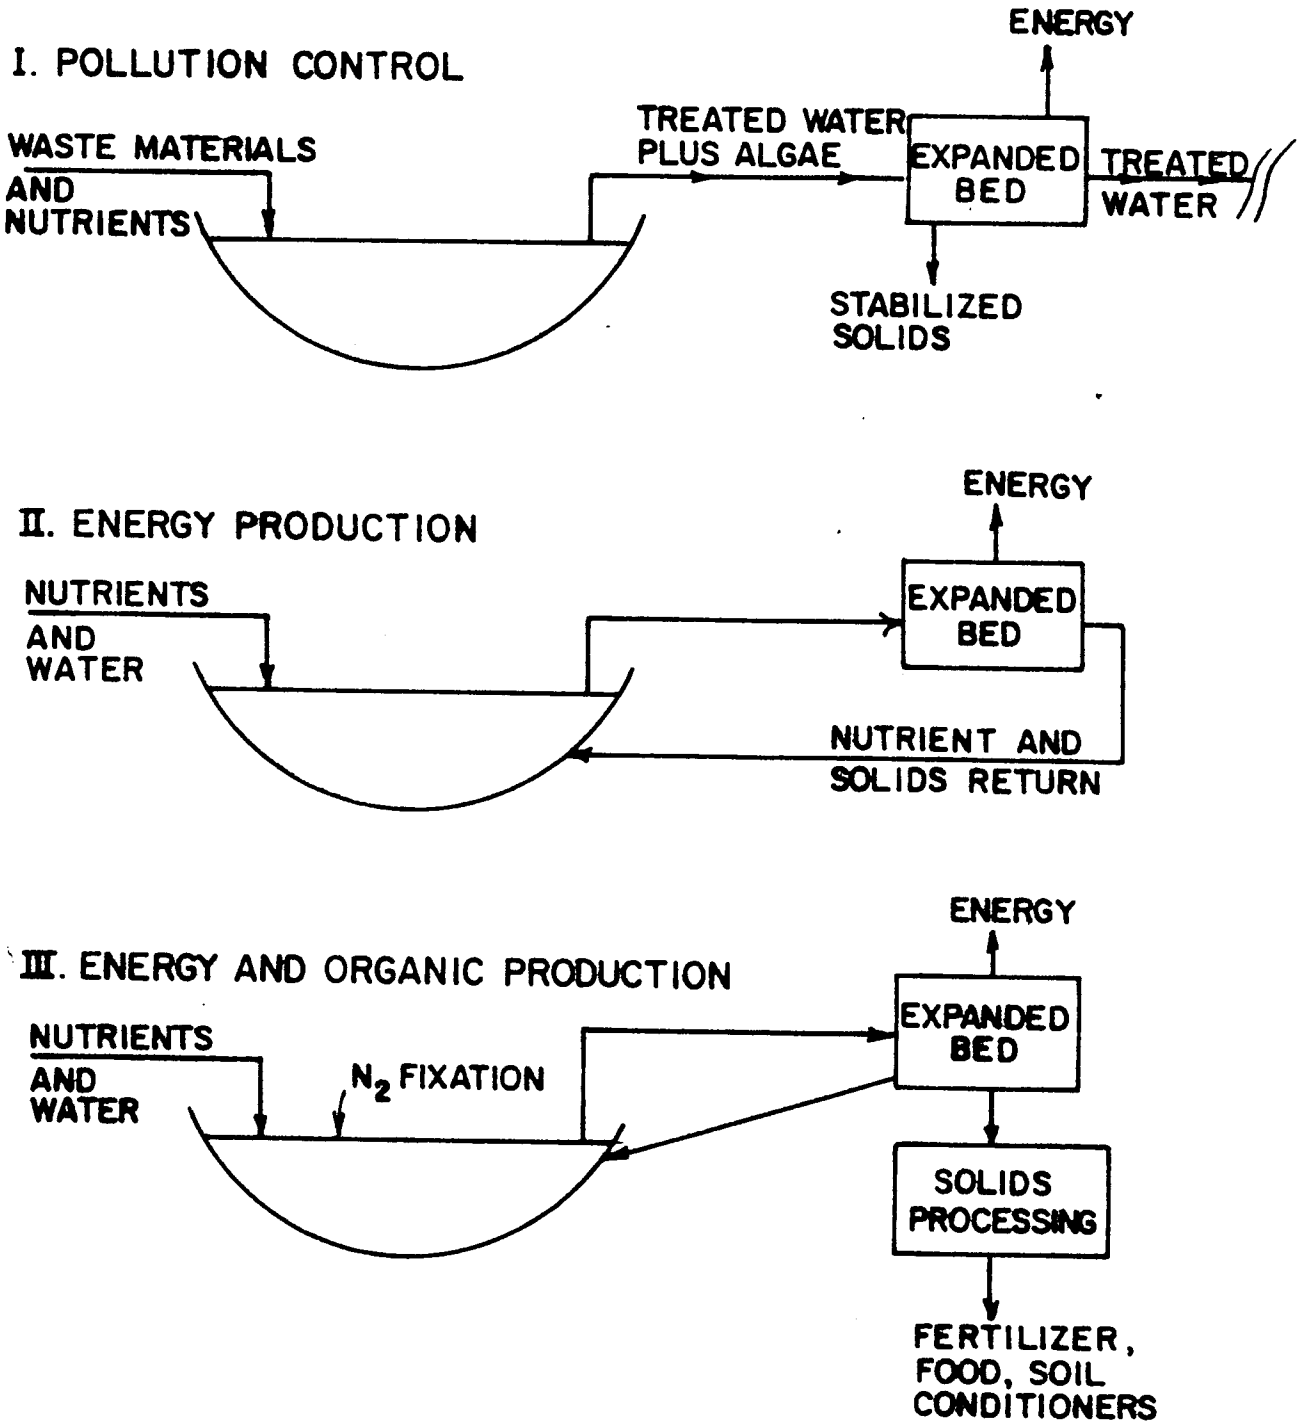 ENERGY
I. POLLUTION CONTROL
TREATED WATER
PLUS ALGAE
WASTE MATERIALS
AND
NUTRIENTS
EXPANDED
BED
TREATED
WATER
STABILIZED
SOLIDS
ENERGY
II. ENERGY PRODUCTION
NUTRIENTS
AND
WATER
EXPANDED
BED
NUTRIENT AND
SOLIDS RETURN
ENERGY
III. ENERGY AND ORGANIC PRODUCTION
NUTRIENTS
AND
WATER
N₂ FIXATION
EXPANDED
BED
SOLIDS
PROCESSING
FERTILIZER,
FOOD, SOIL
CONDITIONERS